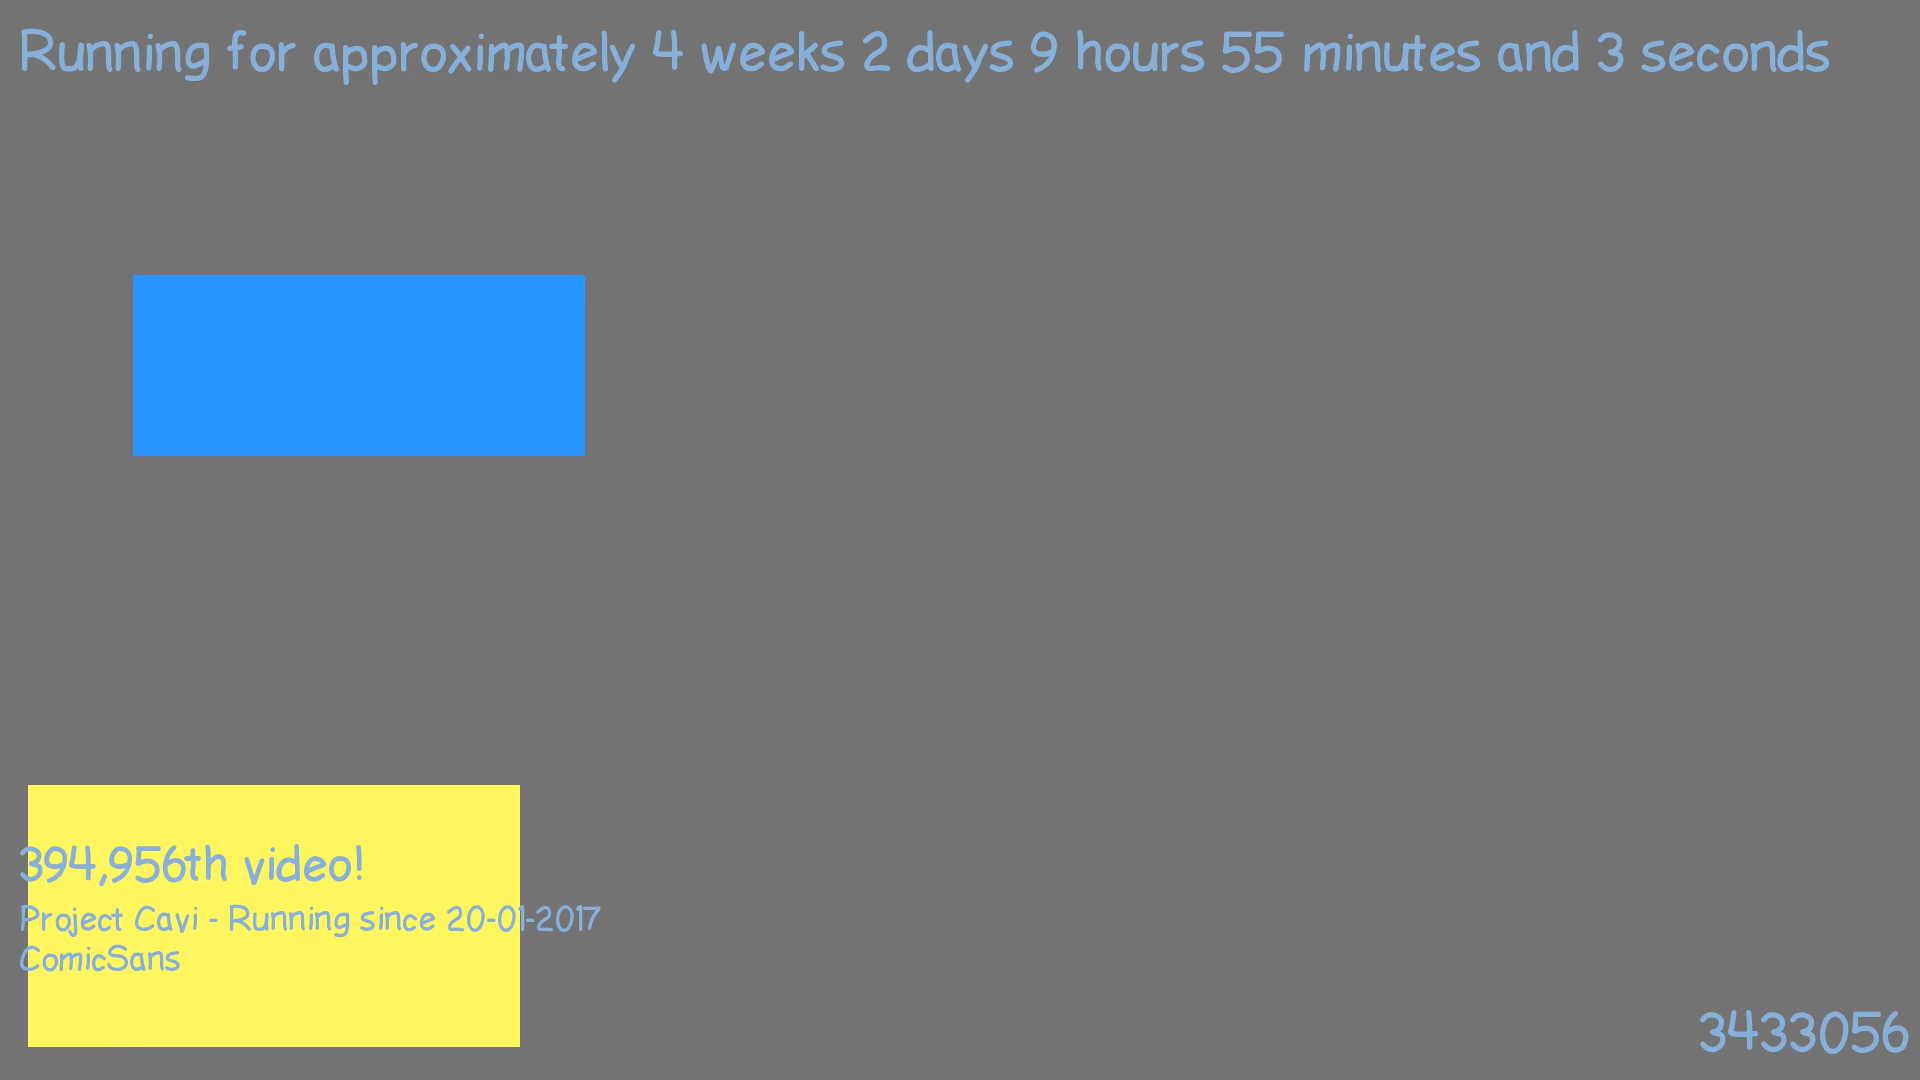 Running for approximately 4 weeks 2 days 9 hours 55 minutes and 3 seconds
394,956th video!
Project Cavi - Running since 20-01-2017
ComicSans
3433056